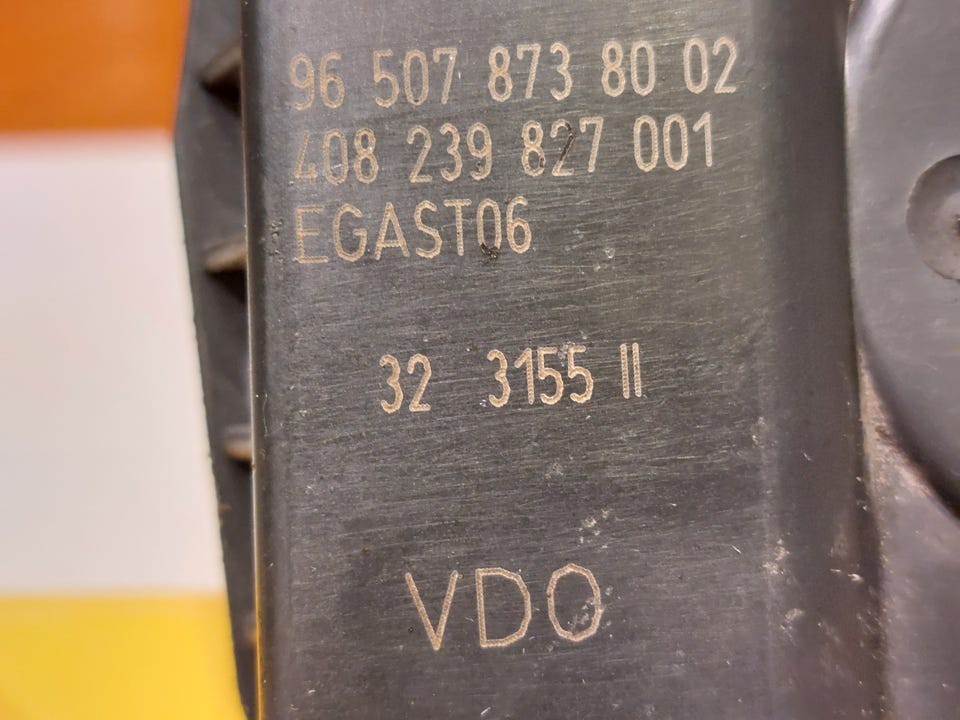 96 507 873 80 02
408 239 827 001
EGAST06
32 3155 II
VDO